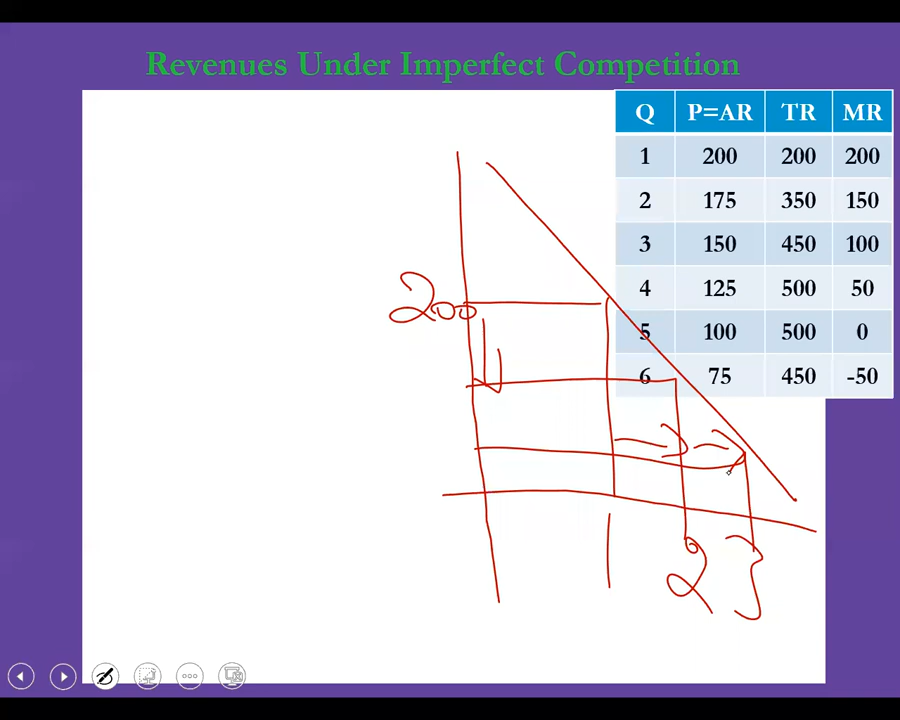 Revenues Under Imperfect Competition
Q P=AR TR MR
1 200 200 200
2 175 350 150
3 150 450 100
4 125 500 50
5 100 500 0
6 75 450 -50
200
1 2 3